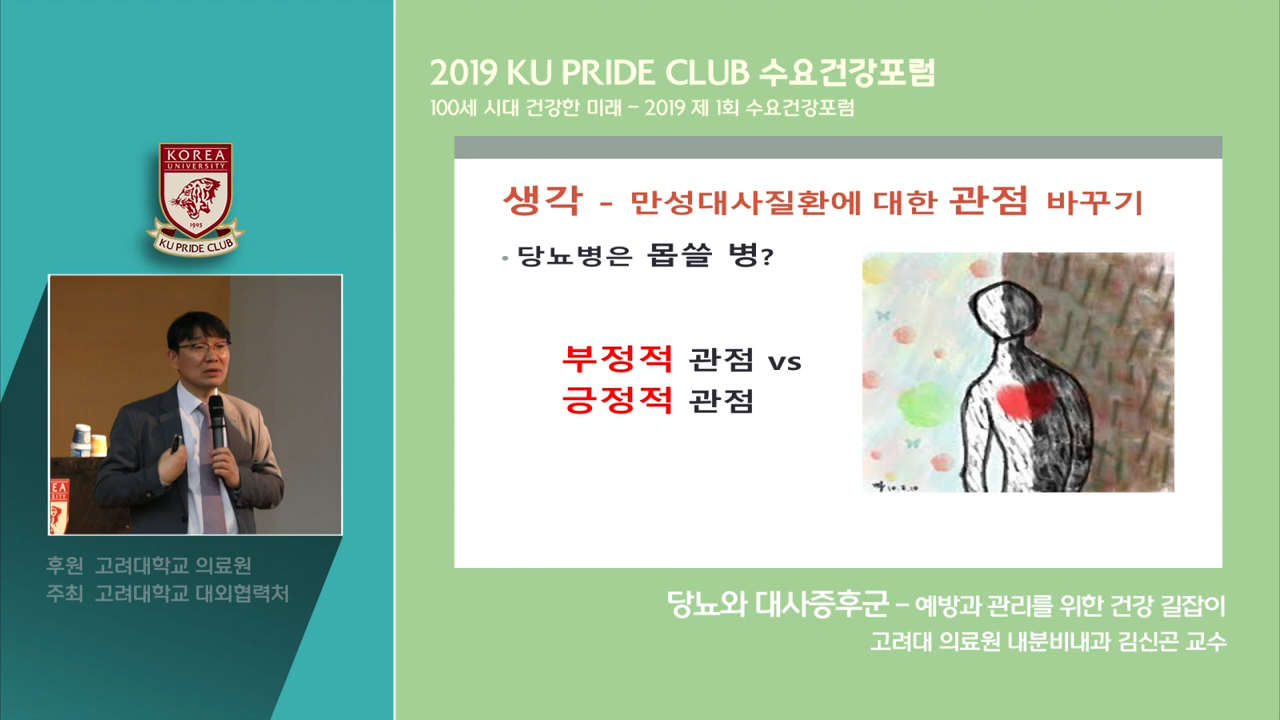 2019 KU PRIDE CLUB 수요건강포럼
100세 시대 건강한 미래 – 2019 제 1회 수요건강포럼
KOREA
UNIVERSITY
1905
KU PRIDE CLUB
생각 - 만성대사질환에 대한 관점 바꾸기
• 당뇨병은 몹쓸 병?
부정적 관점 vs
긍정적 관점
10.2.10
EA
SITY
후원 고려대학교 의료원
주최 고려대학교 대외협력처
당뇨와 대사증후군 – 예방과 관리를 위한 건강 길잡이
고려대 의료원 내분비내과 김신곤 교수